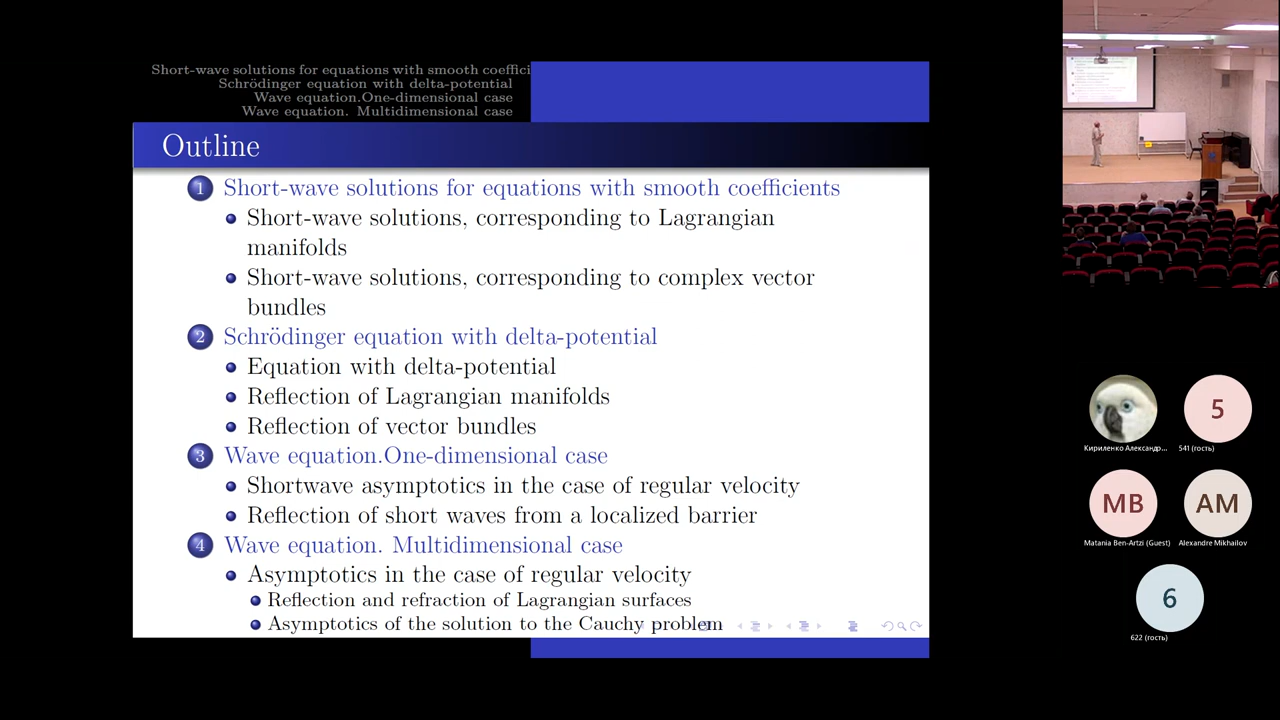 Short-wave solutions for equations with smooth coeffici
Schrödinger equation with delta-potential
Wave equation.One-dimensional case
Wave equation. Multidimensional case
Outline
1 Short-wave solutions for equations with smooth coefficients
Short-wave solutions, corresponding to Lagrangian
manifolds
Short-wave solutions, corresponding to complex vector
bundles
2 Schrödinger equation with delta-potential
Equation with delta-potential
Reflection of Lagrangian manifolds
Reflection of vector bundles
3 Wave equation.One-dimensional case
Shortwave asymptotics in the case of regular velocity
Reflection of short waves from a localized barrier
4 Wave equation. Multidimensional case
Asymptotics in the case of regular velocity
Reflection and refraction of Lagrangian surfaces
Asymptotics of the solution to the Cauchy problem
5
Кириленко Александр...
541 (гость)
MB
AM
Matania Ben-Artzi (Guest)
Alexandre Mikhailov
6
622 (гость)